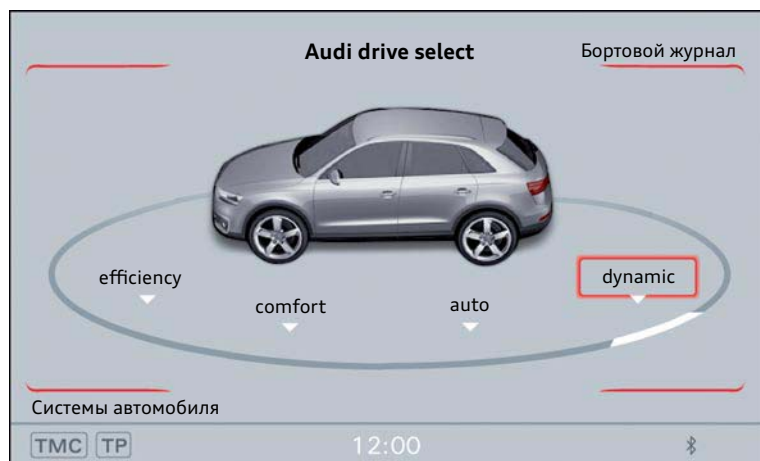 Audi drive select
Бортовой журнал
efficiency
comfort
auto
dynamic
Системы автомобиля
TMC TP 12:00